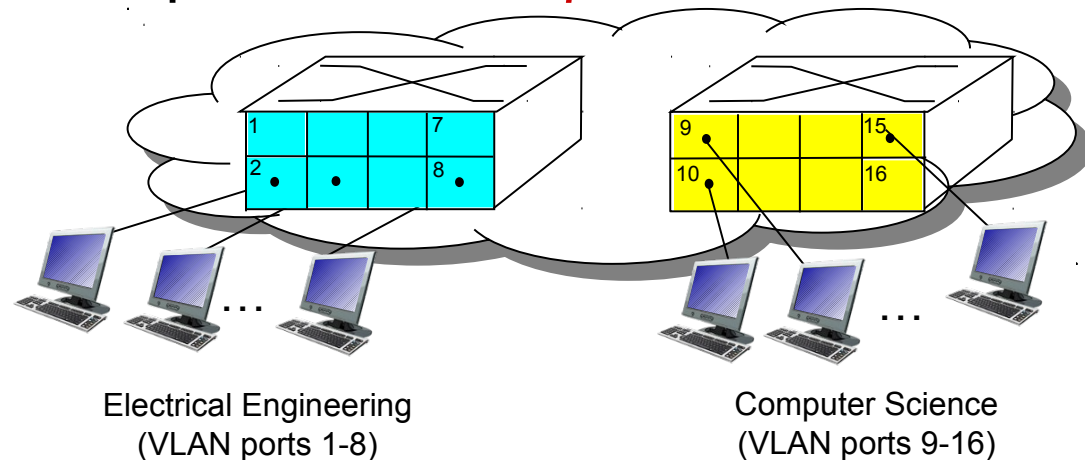 1 7
2 8
9 15
10 16
... ...
Electrical Engineering
(VLAN ports 1-8)
Computer Science
(VLAN ports 9-16)